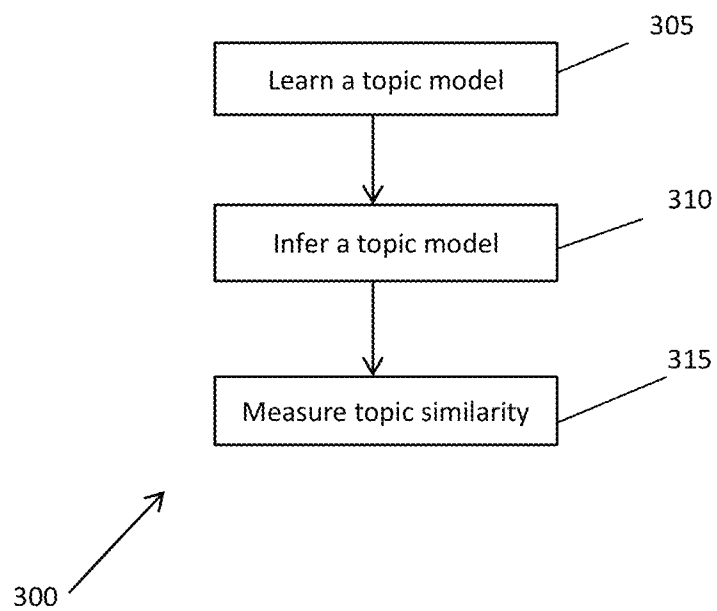 305
Learn a topic model
310
Infer a topic model
315
Measure topic similarity
300